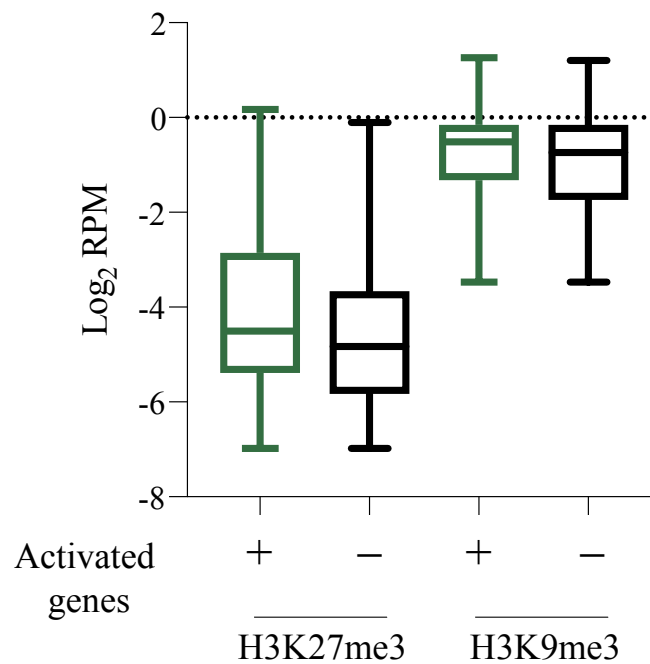 2
0
-2
-4
-6
-8
Log2 RPM
Activated genes
+ − + −
H3K27me3 H3K9me3